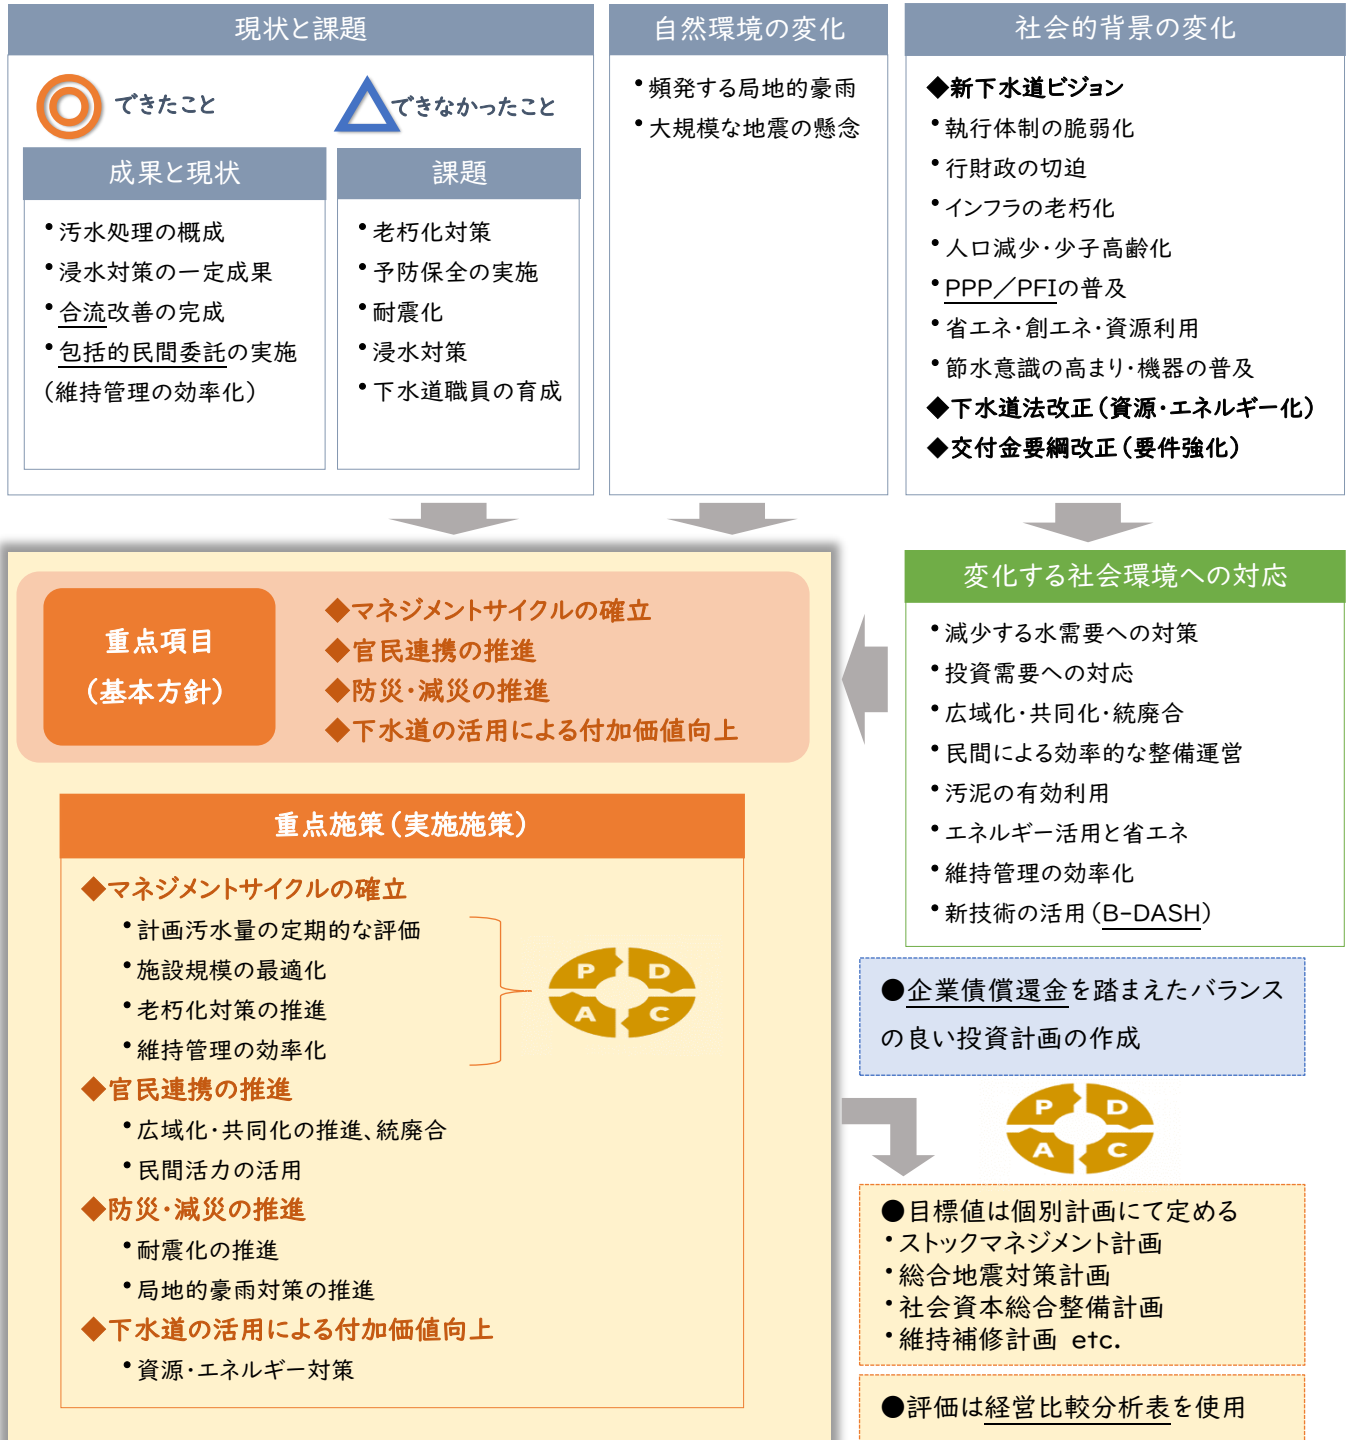 現状と課題
できたこと
できなかったこと
成果と現状
•汚水処理の概成
•浸水対策の一定成果
•合流改善の完成
•包括的民間委託の実施
（維持管理の効率化）
課題
•老朽化対策
•予防保全の実施
•耐震化
•浸水対策
•下水道職員の育成
自然環境の変化
•頻発する局地的豪雨
•大規模な地震の懸念
社会的背景の変化
◆新下水道ビジョン
•執行体制の脆弱化
•行財政の切迫
•インフラの老朽化
•人口減少・少子高齢化
•PPP／PFIの普及
•省エネ・創エネ・資源利用
•節水意識の高まり・機器の普及
◆下水道法改正（資源・エネルギー化）
◆交付金要綱改正（要件強化）
重点項目
（基本方針）
◆マネジメントサイクルの確立
◆官民連携の推進
◆防災・減災の推進
◆下水道の活用による付加価値向上
変化する社会環境への対応
•減少する水需要への対策
•投資需要への対応
•広域化・共同化・統廃合
•民間による効率的な整備運営
•汚泥の有効利用
•エネルギー活用と省エネ
•維持管理の効率化
•新技術の活用（B-DASH）
重点施策（実施施策）
◆マネジメントサイクルの確立
•計画汚水量の定期的な評価
•施設規模の最適化
•老朽化対策の推進
•維持管理の効率化
P D
A C
◆官民連携の推進
•広域化・共同化の推進、統廃合
•民間活力の活用
◆防災・減災の推進
•耐震化の推進
•局地的豪雨対策の推進
◆下水道の活用による付加価値向上
•資源・エネルギー対策
●企業債償還金を踏まえたバランス
の良い投資計画の作成
P D
A C
●目標値は個別計画にて定める
・ストックマネジメント計画
・総合地震対策計画
・社会資本総合整備計画
・維持補修計画 etc.
●評価は経営比較分析表を使用